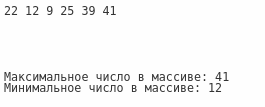 22 12 9 25 39 41
Максимальное число в массиве: 41
Минимальное число в массиве: 12